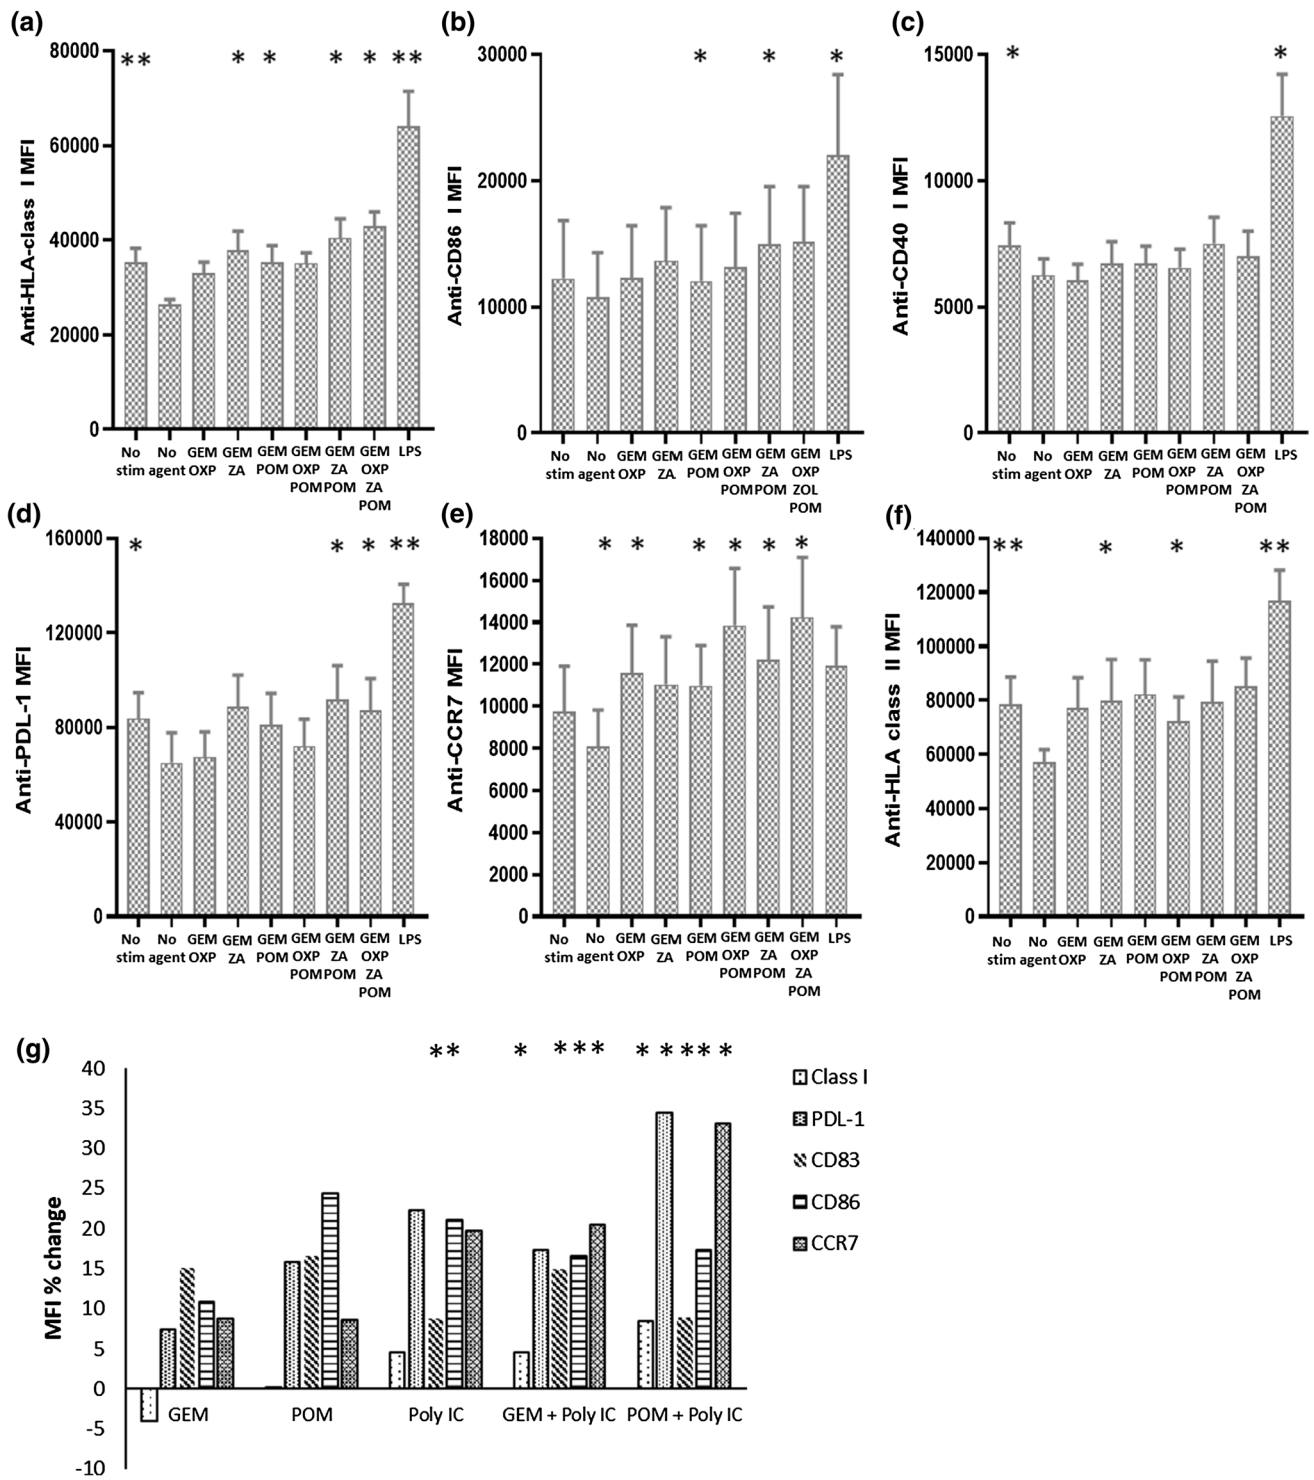 (a)
80000
60000
40000
20000
0
Anti-HLA-class I MFI
** * * * * **
No No GEM GEM GEM GEM GEM GEM LPS
stim agent OXP ZA POM OXP ZA OXP
POM POM ZA
POM
(b)
30000
20000
10000
0
Anti-CD86 I MFI
* * *
No No GEM GEM GEM GEM GEM GEM LPS
stim agent OXP ZA POM OXP ZA OXP
POM POM ZOL
POM
(c)
15000
10000
5000
0
Anti-CD40 I MFI
* *
No No GEM GEM GEM GEM GEM GEM LPS
stim agent OXP ZA POM OXP ZA OXP
POM POM ZA
POM
(d)
160000
120000
80000
40000
0
Anti-PDL-1 MFI
* * * **
No No GEM GEM GEM GEM GEM GEM LPS
stim agent OXP ZA POM OXP ZA OXP
POM POM ZA
POM
(e)
18000
16000
14000
12000
10000
8000
6000
4000
2000
0
Anti-CCR7 MFI
* * * * * *
No No GEM GEM GEM GEM GEM GEM LPS
stim agent OXP ZA POM OXP ZA OXP
POM POM ZA
POM
(f)
140000
120000
100000
80000
60000
40000
20000
0
Anti-HLA class II MFI
** * * **
No No GEM GEM GEM GEM GEM GEM LPS
stim agent OXP ZA POM OXP ZA OXP
POM POM ZA
POM
(g)
40
35
30
25
20
15
10
5
0
-5
-10
MFI % change
** * *** * * ** *
GEM POM Poly IC GEM + Poly IC POM + Poly IC
Class I
PDL-1
CD83
CD86
CCR7